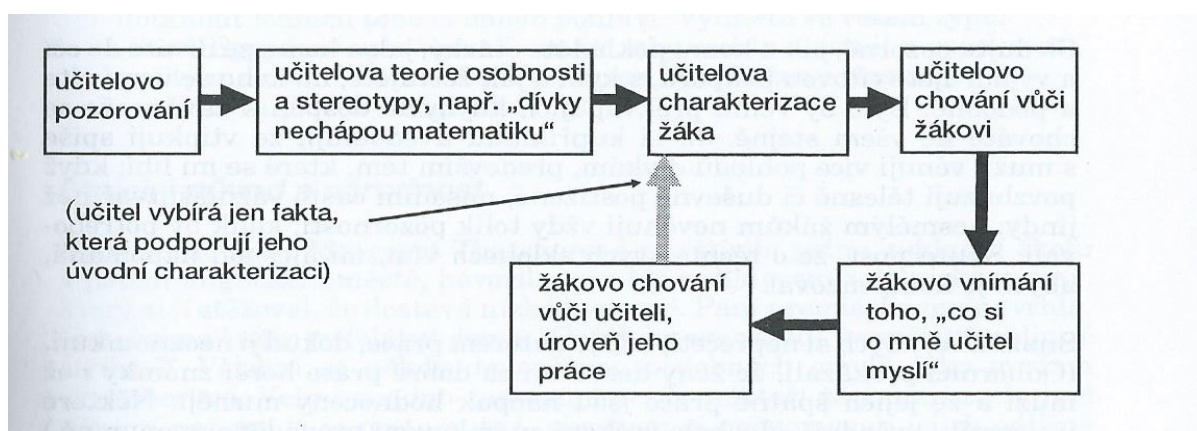 učitelovo
pozorování
učitelova teorie osobnosti
a stereotypy, např. „dívky
nechápou matematiku“
učitelova
charakterizace
žáka
učitelovo
chování vůči
žákovi
(učitel vybírá jen fakta,
která podporují jeho
úvodní charakterizaci)
žákovo chování
vůči učiteli,
úroveň jeho
práce
žákovo vnímání
toho, „co si
o mně učitel
myslí“